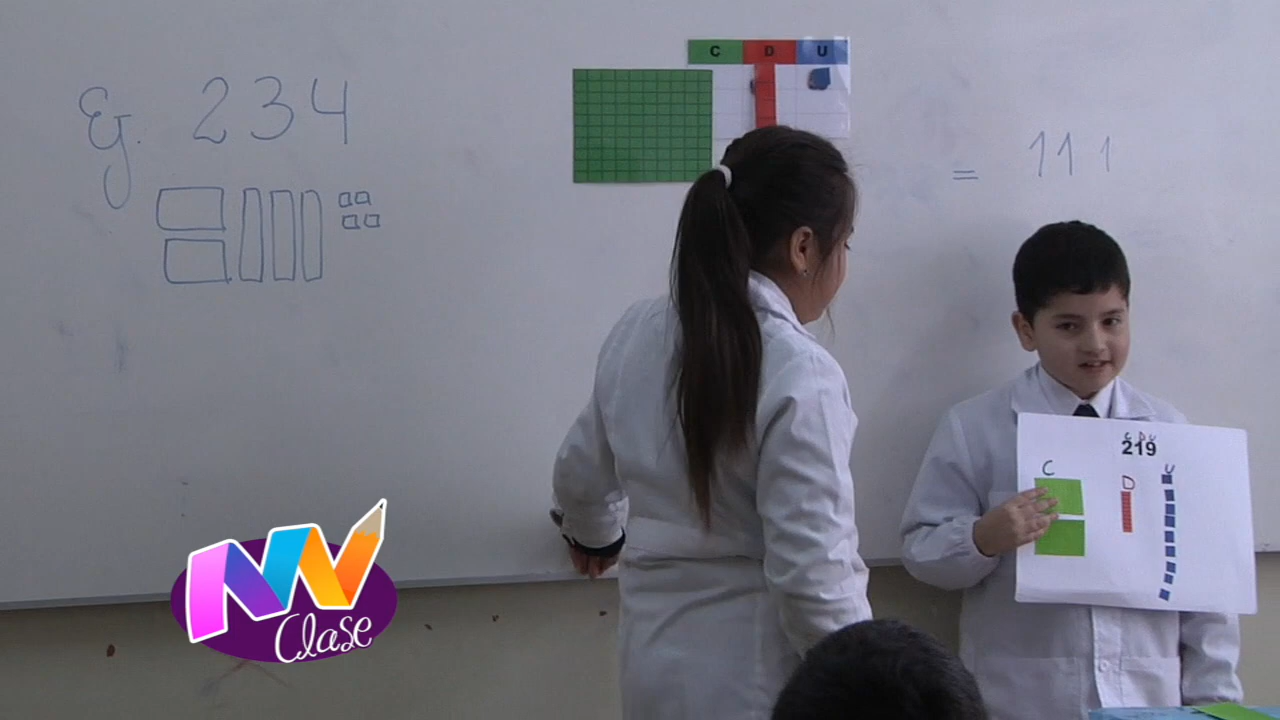 Ej. 234
C D U
= 111
C D U
219
C
D
U
Clase